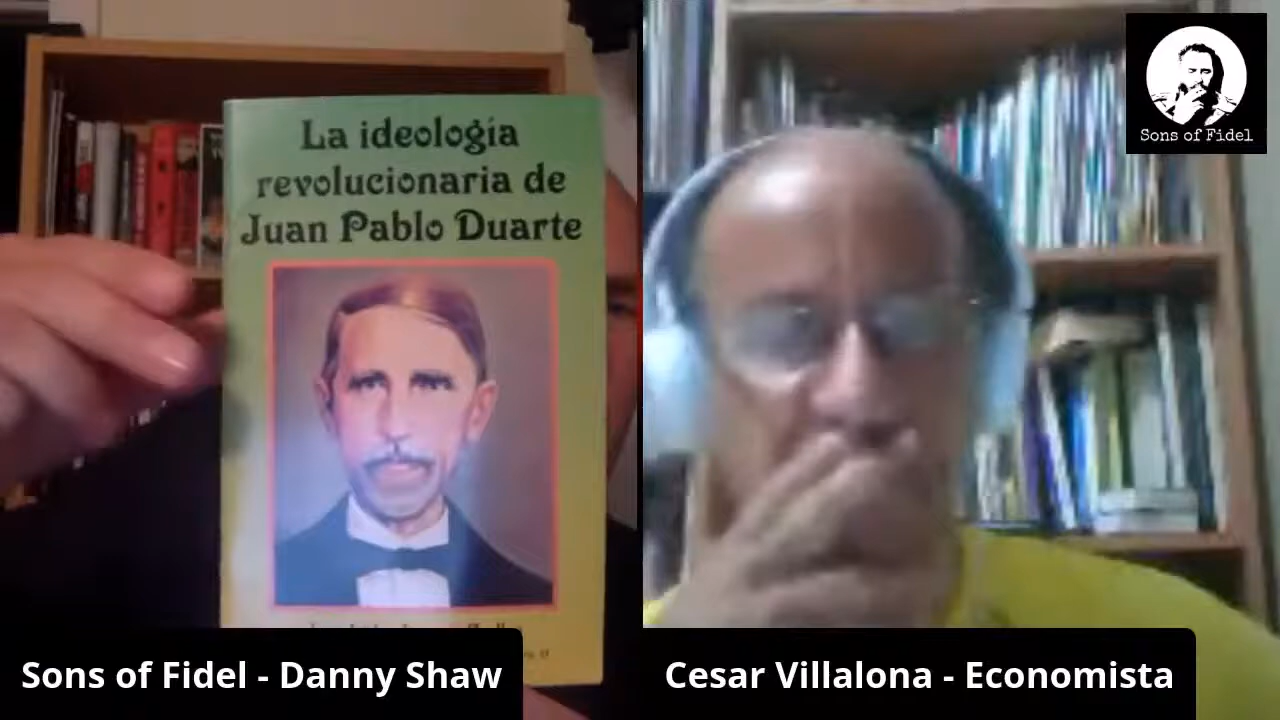 La ideología
revolucionaria de
Juan Pablo Duarte
Sons of Fidel
Sons of Fidel - Danny Shaw
Cesar Villalona - Economista